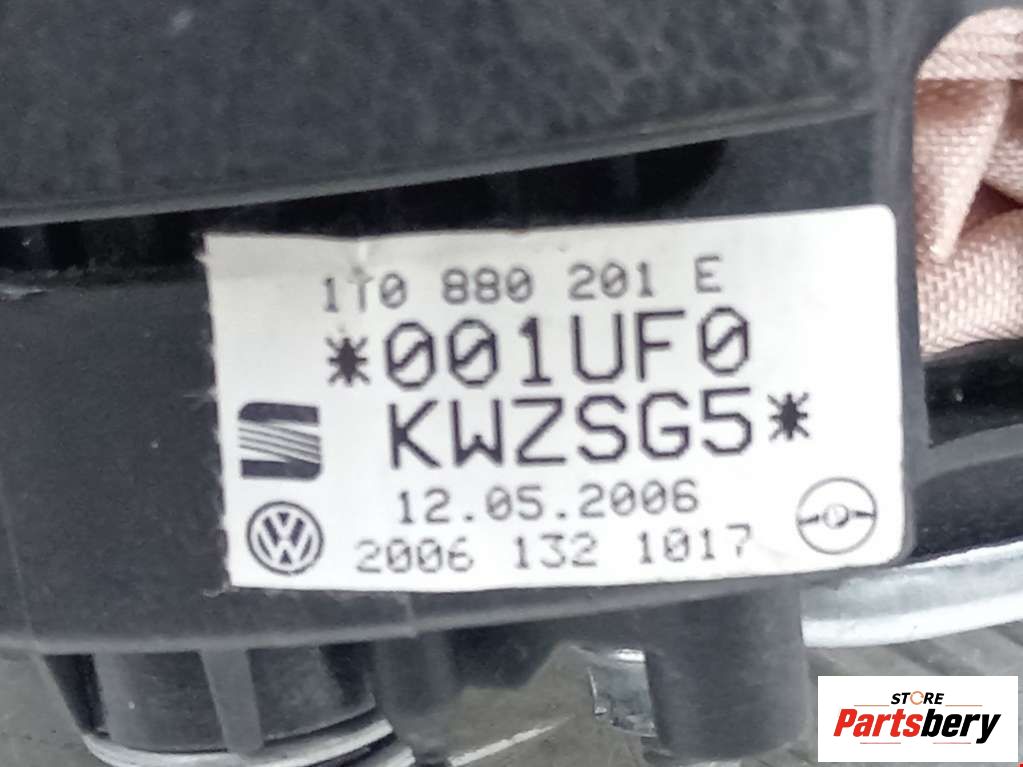 1T0 880 201 E
*001UF0
KWZSG5*
12.05.2006
2006 132 1017
STORE
Partsbery